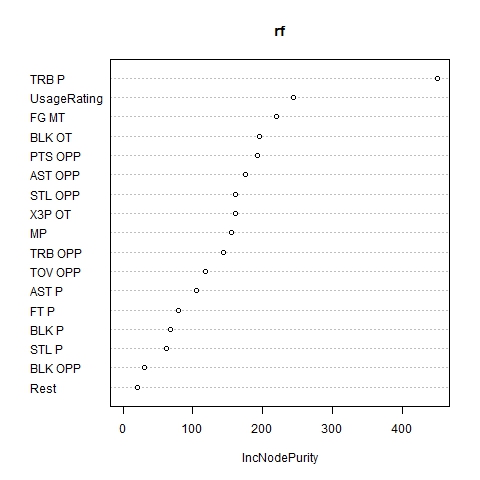 rf
TRB P
UsageRating
FG MT
BLK OT
PTS OPP
AST OPP
STL OPP
X3P OT
MP
TRB OPP
TOV OPP
AST P
FT P
BLK P
STL P
BLK OPP
Rest
0 100 200 300 400
IncNodePurity